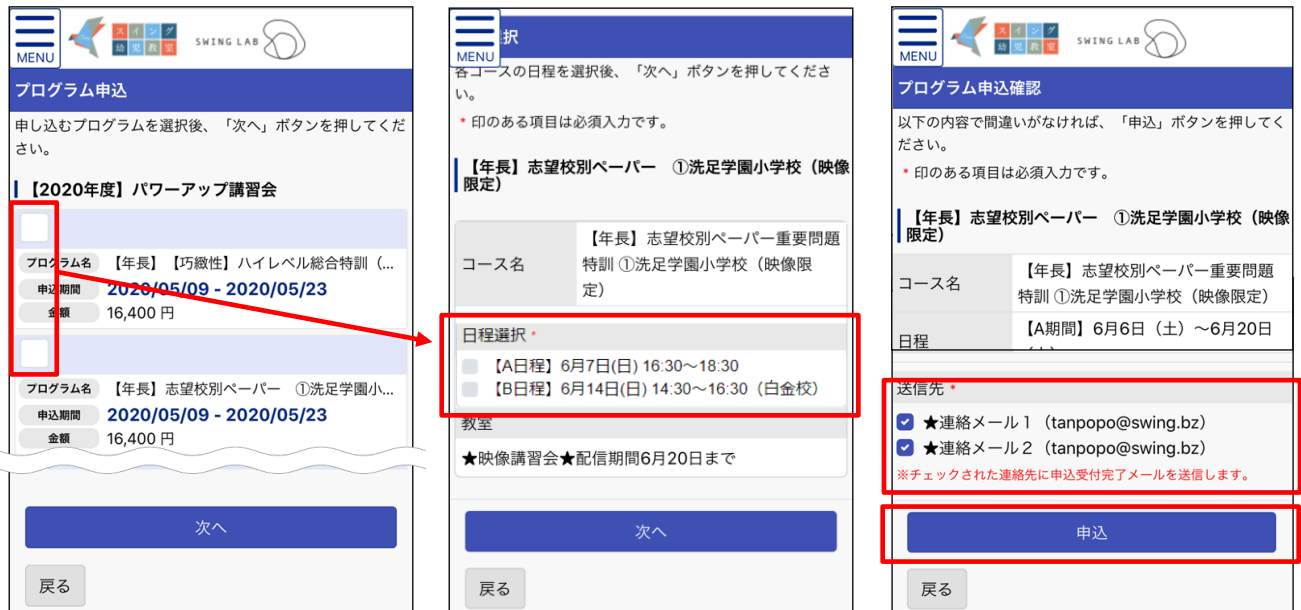 MENU
スイング
幼児教室
SWING LAB
プログラム申込
申し込むプログラムを選択後、「次へ」ボタンを押してくだ
さい。
【2020年度】パワーアップ講習会
プログラム名 【年長】【巧緻性】ハイレベル総合特訓（...
申込期間 2020/05/09 - 2020/05/23
金額 16,400 円
プログラム名 【年長】志望校別ペーパー ①洗足学園小...
申込期間 2020/05/09 - 2020/05/23
金額 16,400 円
次へ
戻る
MENU
択
各コースの日程を選択後、「次へ」ボタンを押してくださ
い。
* 印のある項目は必須入力です。
【年長】志望校別ペーパー ①洗足学園小学校（映像
限定）
コース名
【年長】志望校別ペーパー重要問題
特訓 ①洗足学園小学校（映像限
定）
日程選択 *
【A日程】6月7日(日) 16:30～18:30
【B日程】6月14日(日) 14:30～16:30（白金校）
教室
★映像講習会★配信期間6月20日まで
次へ
戻る
MENU
スイング
幼児教室
SWING LAB
プログラム申込確認
以下の内容で間違いがなければ、「申込」ボタンを押してく
ださい。
* 印のある項目は必須入力です。
【年長】志望校別ペーパー ①洗足学園小学校（映像
限定）
コース名
【年長】志望校別ペーパー重要問題
特訓 ①洗足学園小学校（映像限定）
日程
【A期間】6月6日（土）～6月20日
送信先 *
★連絡メール１（tanpopo@swing.bz）
★連絡メール２（tanpopo@swing.bz）
※チェックされた連絡先に申込受付完了メールを送信します。
申込
戻る